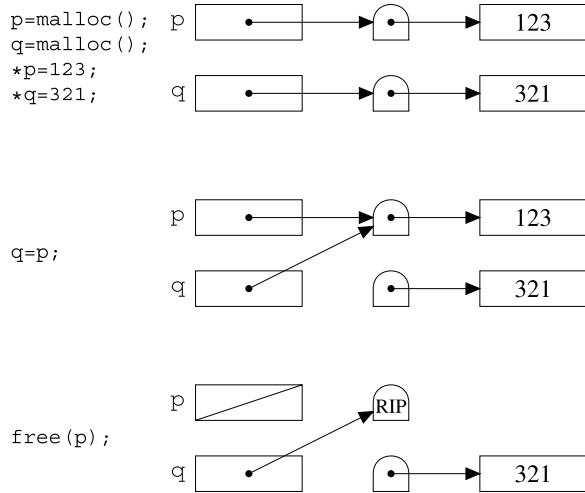 p=malloc();
q=malloc();
*p=123;
*q=321;
p
123
q
321
q=p;
p
123
q
321
free(p);
p
RIP
q
321